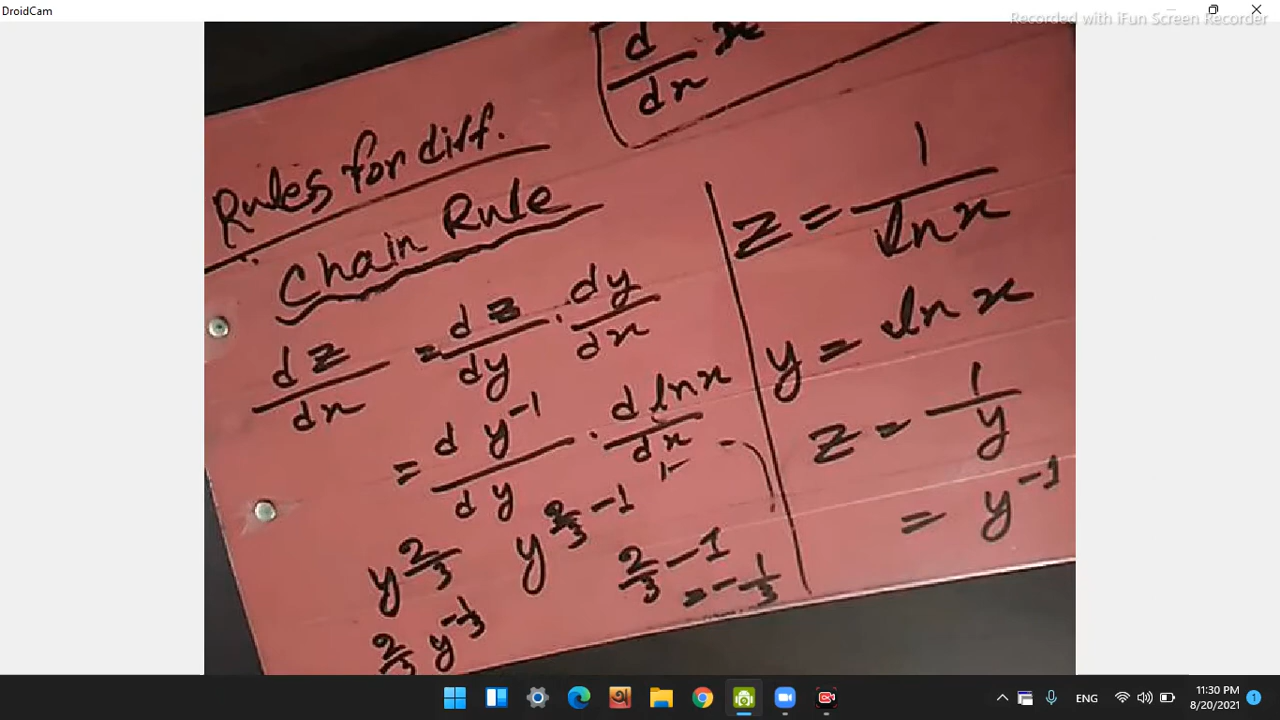 DroidCam
Recorded with iFun Screen Recorder
d/dx x
Rules for diff.
Chain Rule
dz/dx = dz/dy · dy/dx
= d y⁻¹/dy · d ln x/dx
y^(2/3) y^(2/3 - 1) 2/3 - 1
= - 1/3
2/3 y^(-1/3)
z = 1/ln x
y = ln x
z = 1/y
= y⁻¹
ENG
11:30 PM
8/20/2021
1